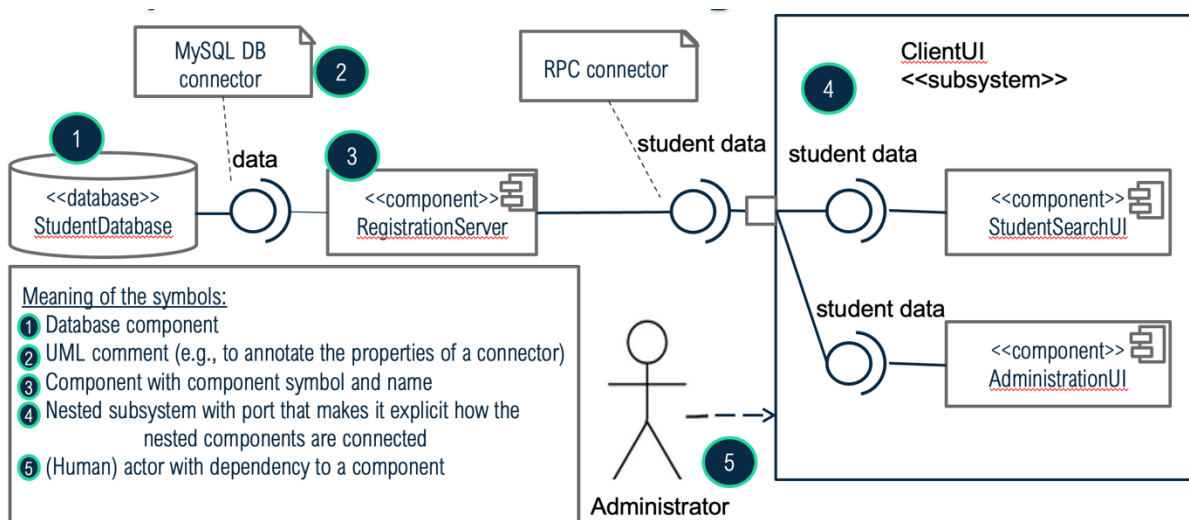 MySQL DB
connector
2
RPC connector
ClientUI
<<subsystem>>
4
1
data
3
student data
student data
<<database>>
StudentDatabase
<<component>>
RegistrationServer
<<component>>
StudentSearchUI
student data
<<component>>
AdministrationUI
Meaning of the symbols:
1 Database component
2 UML comment (e.g., to annotate the properties of a connector)
3 Component with component symbol and name
4 Nested subsystem with port that makes it explicit how the
nested components are connected
5 (Human) actor with dependency to a component
5
Administrator